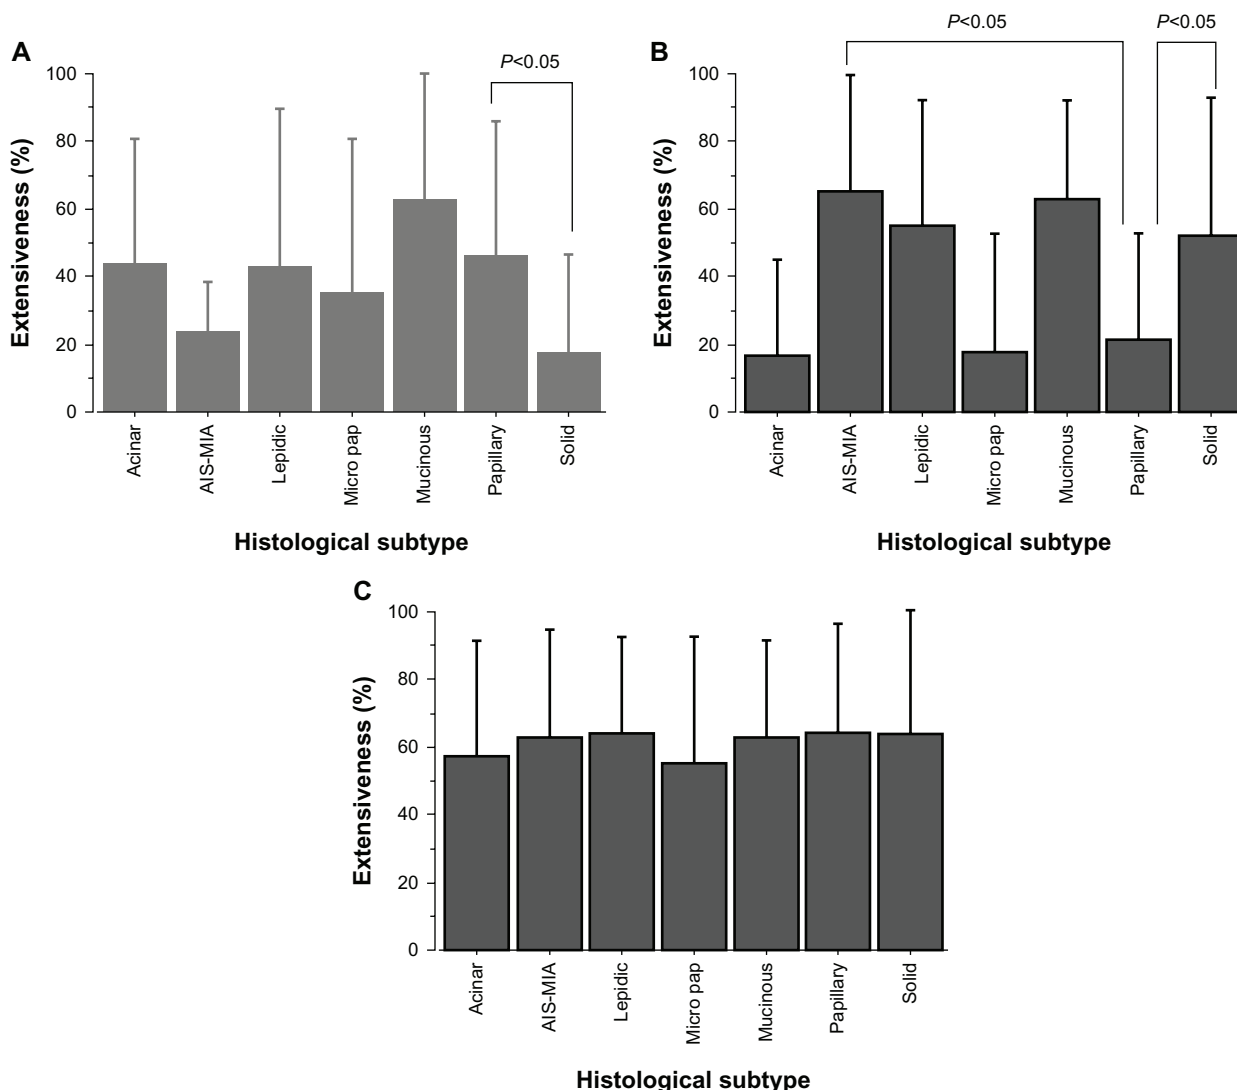 A
P<0.05
Extensiveness (%)
100
80
60
40
20
0
Acinar
AIS-MIA
Lepidic
Micro pap
Mucinous
Papillary
Solid
Histological subtype
B
P<0.05
P<0.05
Extensiveness (%)
100
80
60
40
20
0
Acinar
AIS-MIA
Lepidic
Micro pap
Mucinous
Papillary
Solid
Histological subtype
C
Extensiveness (%)
100
80
60
40
20
0
Acinar
AIS-MIA
Lepidic
Micro pap
Mucinous
Papillary
Solid
Histological subtype